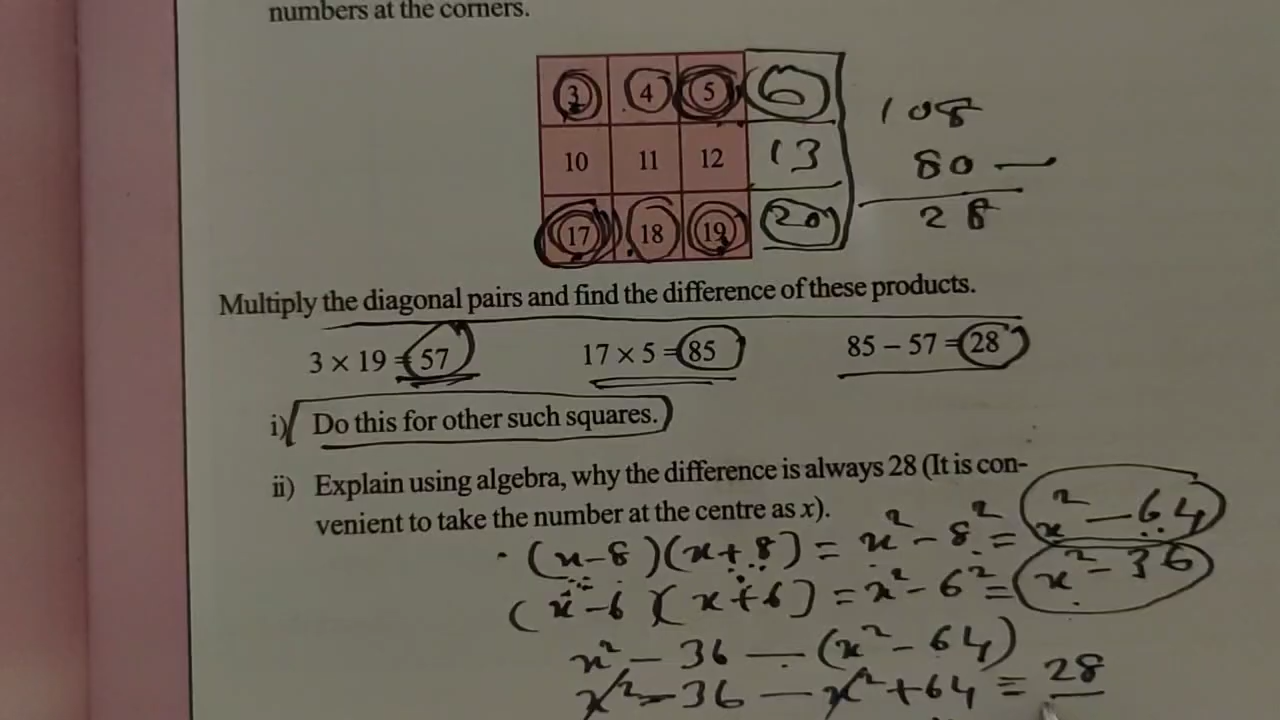 numbers at the corners.
3 4 5 6
108
10 11 12 13
80 —
17 18 19 20
28
Multiply the diagonal pairs and find the difference of these products.
3 × 19 = 57 17 × 5 = 85 85 − 57 = 28
i) Do this for other such squares.
ii) Explain using algebra, why the difference is always 28 (It is con-
venient to take the number at the centre as x).
(x-8)(x+8) = x² - 8² = x² - 64
(x-6)(x+6) = x² - 6² = x² - 36
x² - 36 - (x² - 64)
x² - 36 - x² + 64 = 28